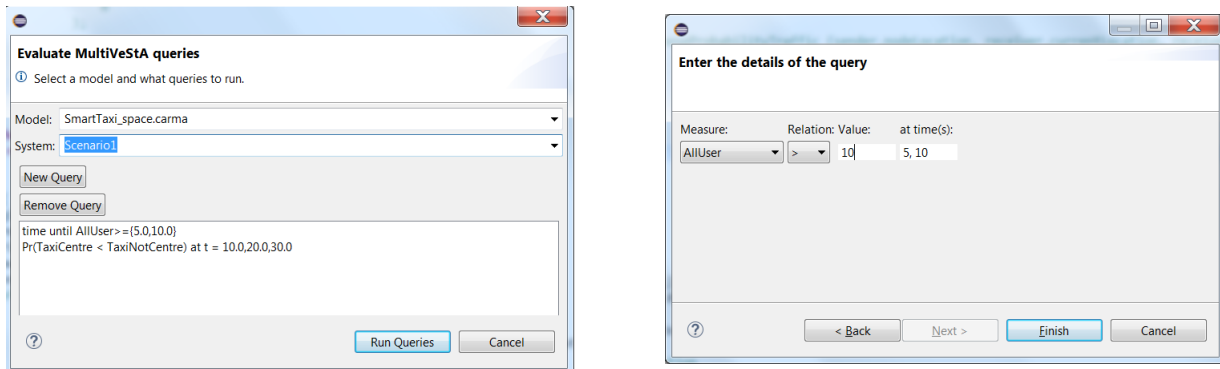 Evaluate MultiVeStA queries
Select a model and what queries to run.
Model: SmartTaxi_space.carma
System: Scenario1
New Query
Remove Query
time until AllUser>={5.0,10.0}
Pr(TaxiCentre < TaxiNotCentre) at t = 10.0,20.0,30.0
Run Queries Cancel
Enter the details of the query
Measure: Relation: Value: at time(s):
AllUser > 10 5, 10
< Back Next > Finish Cancel